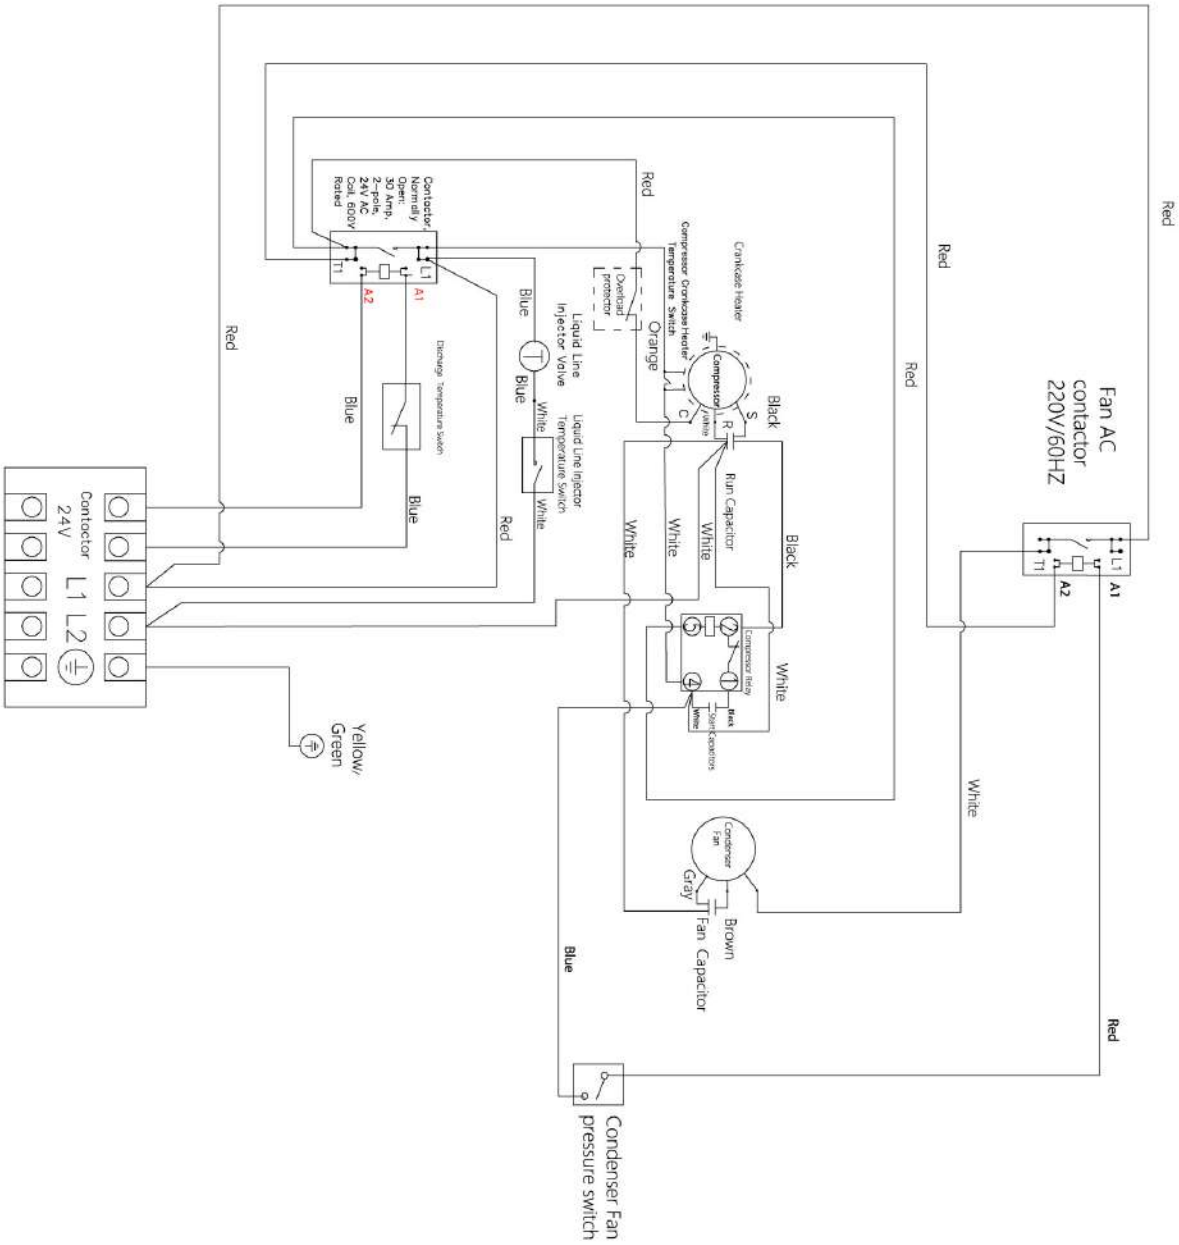 Red
Red
Red
Red
Red
Fan AC
contactor
220V/60HZ
L1
T1
A1
A2
Contactor,
Normally
Open:
30 Amp,
2-pole,
24V AC
Coil, 600V
Rated
L1
T1
A1
A2
Discharge Temperature Switch
Blue
Blue
Blue
Liquid Line
Injector Valve
T
Blue
White
Liquid Line Injector
Temperature Switch
White
Red
Overload
protector
Orange
Compressor Crankcase Heater
Temperature Switch
Crankcase Heater
Compressor
C
R
S
White
Black
Run Capacitor
White
White
White
Black
5
2
4
1
Compressor Relay
White
Black
White
Start Capacitors
Contactor
24V
L1
L2
Yellow/
Green
Condenser
Fan
Gray
Brown
Fan Capacitor
White
Blue
Red
Condenser Fan
pressure switch